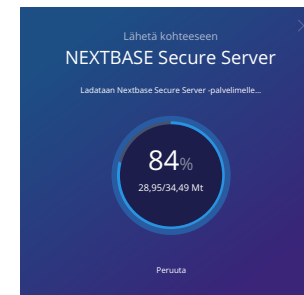 Lähetä kohteeseen
NEXTBASE Secure Server
Ladataan Nextbase Secure Server -palvelimelle...
84%
28,95/34,49 Mt
Peruuta